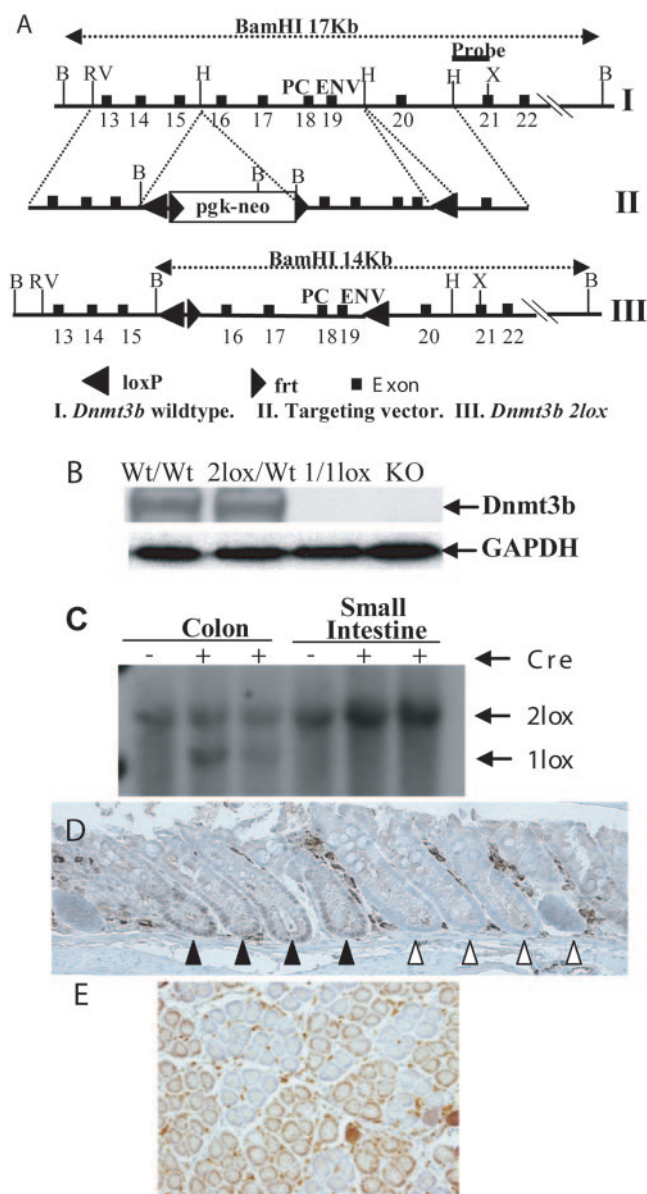 A
BamHI 17Kb
Probe
B RV H PC ENV H H X B
13 14 15 16 17 18 19 20 21 22
I
B B B
pgk-neo
II
BamHI 14Kb
B RV B PC ENV H X B
13 14 15 16 17 18 19 20 21 22
III
loxP frt Exon
I. Dnmt3b wildtype. II. Targeting vector. III. Dnmt3b 2lox
B
Wt/Wt 2lox/Wt 1/1lox KO
Dnmt3b
GAPDH
C
Colon Small
Intestine
- + + - + + Cre
2lox
1lox
D
E